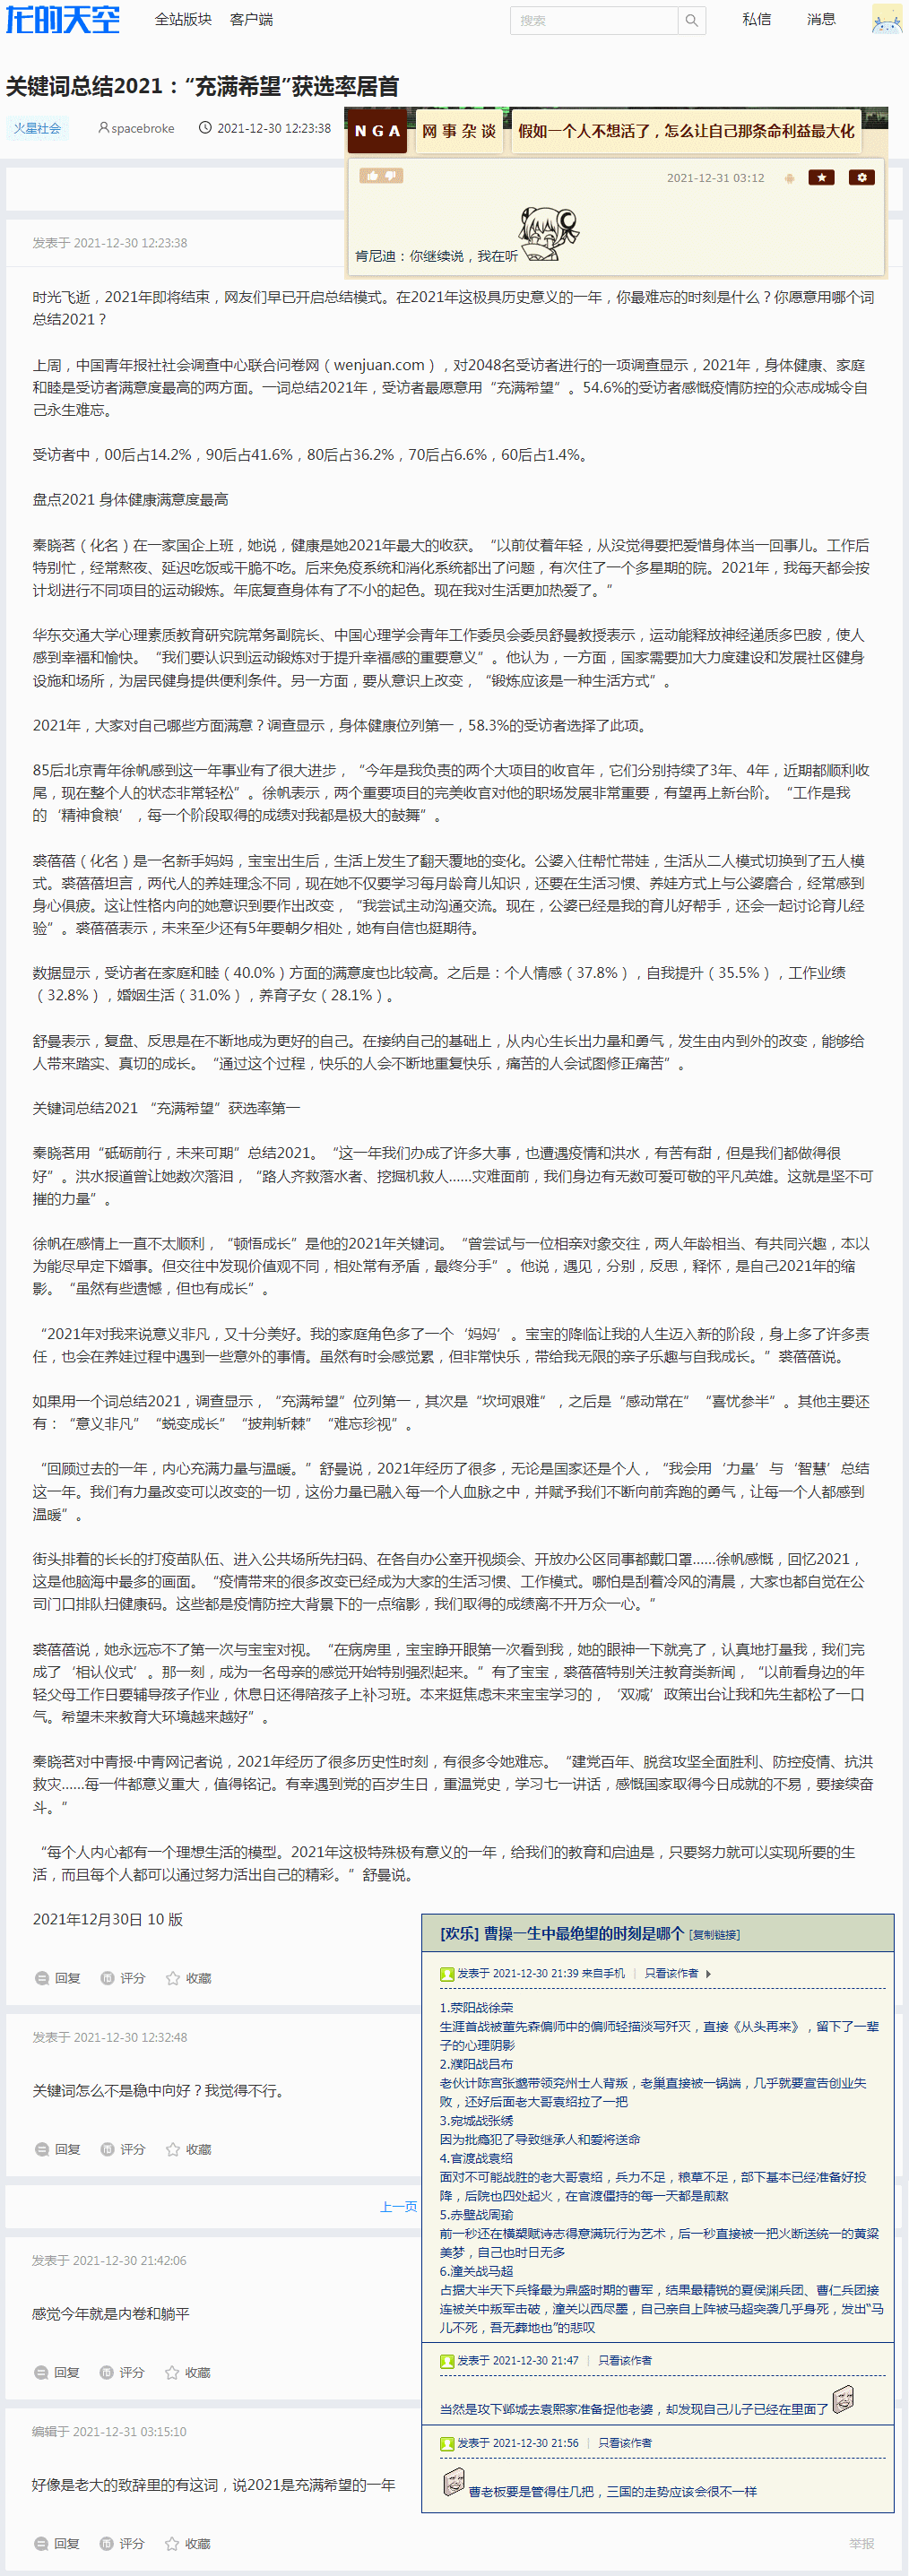 龙的天空 全站版块 客户端 搜索 私信 消息
关键词总结2021：“充满希望”获选率居首
火星社会 spacebroke 2021-12-30 12:23:38
NGA 网事杂谈 假如一个人不想活了，怎么让自己那条命利益最大化
2021-12-31 03:12
肯尼迪：你继续说，我在听
发表于 2021-12-30 12:23:38
时光飞逝，2021年即将结束，网友们早已开启总结模式。在2021年这极具历史意义的一年，你最难忘的时刻是什么？你愿意用哪个词
总结2021？
上周，中国青年报社社会调查中心联合问卷网（wenjuan.com），对2048名受访者进行的一项调查显示，2021年，身体健康、家庭
和睦是受访者满意度最高的两方面。一词总结2021年，受访者最愿意用“充满希望”。54.6%的受访者感慨疫情防控的众志成城令自
己永生难忘。
受访者中，00后占14.2%，90后占41.6%，80后占36.2%，70后占6.6%，60后占1.4%。
盘点2021 身体健康满意度最高
秦晓茗（化名）在一家国企上班，她说，健康是她2021年最大的收获。“以前仗着年轻，从没觉得要把爱惜身体当一回事儿。工作后
特别忙，经常熬夜、延迟吃饭或干脆不吃。后来免疫系统和消化系统都出了问题，有次住了一个多星期的院。2021年，我每天都会按
计划进行不同项目的运动锻炼。年底复查身体有了不小的起色。现在我对生活更加热爱了。”
华东交通大学心理素质教育研究院常务副院长、中国心理学会青年工作委员会委员舒曼教授表示，运动能释放神经递质多巴胺，使人
感到幸福和愉快。“我们要认识到运动锻炼对于提升幸福感的重要意义”。他认为，一方面，国家需要加大力度建设和发展社区健身
设施和场所，为居民健身提供便利条件。另一方面，要从意识上改变，“锻炼应该是一种生活方式”。
2021年，大家对自己哪些方面满意？调查显示，身体健康位列第一，58.3%的受访者选择了此项。
85后北京青年徐帆感到这一年事业有了很大进步，“今年是我负责的两个大项目的收官年，它们分别持续了3年、4年，近期都顺利收
尾，现在整个人的状态非常轻松”。徐帆表示，两个重要项目的完美收官对他的职场发展非常重要，有望再上新台阶。“工作是我
的‘精神食粮’，每一个阶段取得的成绩对我都是极大的鼓舞”。
裘蓓蓓（化名）是一名新手妈妈，宝宝出生后，生活上发生了翻天覆地的变化。公婆入住帮忙带娃，生活从二人模式切换到了五人模
式。裘蓓蓓坦言，两代人的养娃理念不同，现在她不仅要学习每月龄育儿知识，还要在生活习惯、养娃方式上与公婆磨合，经常感到
身心俱疲。这让性格内向的她意识到要作出改变，“我尝试主动沟通交流。现在，公婆已经是我的育儿好帮手，还会一起讨论育儿经
验”。裘蓓蓓表示，未来至少还有5年要朝夕相处，她有自信也挺期待。
数据显示，受访者在家庭和睦（40.0%）方面的满意度也比较高。之后是：个人情感（37.8%），自我提升（35.5%），工作业绩
（32.8%），婚姻生活（31.0%），养育子女（28.1%）。
舒曼表示，复盘、反思是在不断地成为更好的自己。在接纳自己的基础上，从内心生长出力量和勇气，发生由内到外的改变，能够给
人带来踏实、真切的成长。“通过这个过程，快乐的人会不断地重复快乐，痛苦的人会试图修正痛苦”。
关键词总结2021 “充满希望”获选率第一
秦晓茗用“砥砺前行，未来可期”总结2021。“这一年我们办成了许多大事，也遭遇疫情和洪水，有苦有甜，但是我们都做得很
好”。洪水报道曾让她数次落泪，“路人齐救落水者、挖掘机救人……灾难面前，我们身边有无数可爱可敬的平凡英雄。这就是坚不可
摧的力量”。
徐帆在感情上一直不太顺利，“顿悟成长”是他的2021年关键词。“曾尝试与一位相亲对象交往，两人年龄相当、有共同兴趣，本以
为能尽早定下婚事。但交往中发现价值观不同，相处常有矛盾，最终分手”。他说，遇见，分别，反思，释怀，是自己2021年的缩
影。“虽然有些遗憾，但也有成长”。
“2021年对我来说意义非凡，又十分美好。我的家庭角色多了一个‘妈妈’。宝宝的降临让我的人生迈入新的阶段，身上多了许多责
任，也会在养娃过程中遇到一些意外的事情。虽然有时会感觉累，但非常快乐，带给我无限的亲子乐趣与自我成长。”裘蓓蓓说。
如果用一个词总结2021，调查显示，“充满希望”位列第一，其次是“坎坷艰难”，之后是“感动常在”“喜忧参半”。其他主要还
有：“意义非凡”“蜕变成长”“披荆斩棘”“难忘珍视”。
“回顾过去的一年，内心充满力量与温暖。”舒曼说，2021年经历了很多，无论是国家还是个人，“我会用‘力量’与‘智慧’总结
这一年。我们有力量改变可以改变的一切，这份力量已融入每一个人血脉之中，并赋予我们不断向前奔跑的勇气，让每一个人都感到
温暖”。
街头排着的长长的打疫苗队伍、进入公共场所先扫码、在各自办公室开视频会、开放办公区同事都戴口罩……徐帆感慨，回忆2021，
这是他脑海中最多的画面。“疫情带来的很多改变已经成为大家的生活习惯、工作模式。哪怕是刮着冷风的清晨，大家也都自觉在公
司门口排队扫健康码。这些都是疫情防控大背景下的一点缩影，我们取得的成绩离不开万众一心。”
裘蓓蓓说，她永远忘不了第一次与宝宝对视。“在病房里，宝宝睁开眼第一次看到我，她的眼神一下就亮了，认真地打量我，我们完
成了‘相认仪式’。那一刻，成为一名母亲的感觉开始特别强烈起来。”有了宝宝，裘蓓蓓特别关注教育类新闻，“以前看身边的年
轻父母工作日要辅导孩子作业，休息日还得陪孩子上补习班。本来挺焦虑未来宝宝学习的，‘双减’政策出台让我和先生都松了一口
气。希望未来教育大环境越来越好”。
秦晓茗对中青报·中青网记者说，2021年经历了很多历史性时刻，有很多令她难忘。“建党百年、脱贫攻坚全面胜利、防控疫情、抗洪
救灾……每一件都意义重大，值得铭记。有幸遇到党的百岁生日，重温党史，学习七一讲话，感慨国家取得今日成就的不易，要接续奋
斗。”
“每个人内心都有一个理想生活的模型。2021年这极特殊极有意义的一年，给我们的教育和启迪是，只要努力就可以实现所要的生
活，而且每个人都可以通过努力活出自己的精彩。”舒曼说。
2021年12月30日 10 版
回复 评分 收藏
发表于 2021-12-30 12:32:48
关键词怎么不是稳中向好？我觉得不行。
回复 评分 收藏
上一页
发表于 2021-12-30 21:42:06
感觉今年就是内卷和躺平
回复 评分 收藏
编辑于 2021-12-31 03:15:10
好像是老大的致辞里的有这词，说2021是充满希望的一年
回复 评分 收藏 举报
[欢乐] 曹操一生中最绝望的时刻是哪个 [复制链接]
发表于 2021-12-30 21:39 来自手机 | 只看该作者
1.荥阳战徐荣
生涯首战被董先森偏师中的偏师轻描淡写歼灭，直接《从头再来》，留下了一辈
子的心理阴影
2.濮阳战吕布
老伙计陈宫张邈带领兖州士人背叛，老巢直接被一锅端，几乎就要宣告创业失
败，还好后面老大哥袁绍拉了一把
3.宛城战张绣
因为批瘾犯了导致继承人和爱将送命
4.官渡战袁绍
面对不可能战胜的老大哥袁绍，兵力不足，粮草不足，部下基本已经准备好投
降，后院也四处起火，在官渡僵持的每一天都是煎熬
5.赤壁战周瑜
前一秒还在横槊赋诗志得意满玩行为艺术，后一秒直接被一把火断送统一的黄粱
美梦，自己也时日无多
6.潼关战马超
占据大半天下兵锋最为鼎盛时期的曹军，结果最精锐的夏侯渊兵团、曹仁兵团接
连被关中叛军击破，潼关以西尽墨，自己亲自上阵被马超突袭几乎身死，发出“马
儿不死，吾无葬地也”的悲叹
发表于 2021-12-30 21:47 | 只看该作者
当然是攻下邺城去袁熙家准备捉他老婆，却发现自己儿子已经在里面了
发表于 2021-12-30 21:56 | 只看该作者
曹老板要是管得住几把，三国的走势应该会很不一样